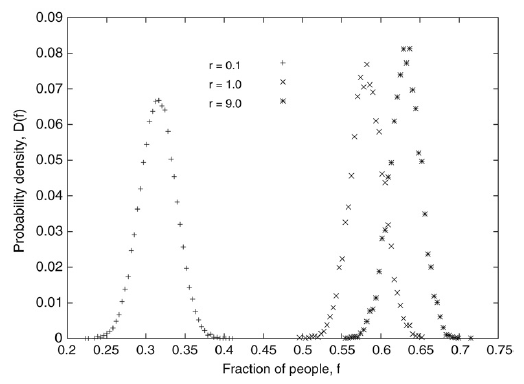 0.09
0.08
0.07
0.06
0.05
0.04
0.03
0.02
0.01
0
Probability density, D(f)
r = 0.1
r = 1.0
r = 9.0
0.2 0.25 0.3 0.35 0.4 0.45 0.5 0.55 0.6 0.65 0.7 0.75
Fraction of people, f